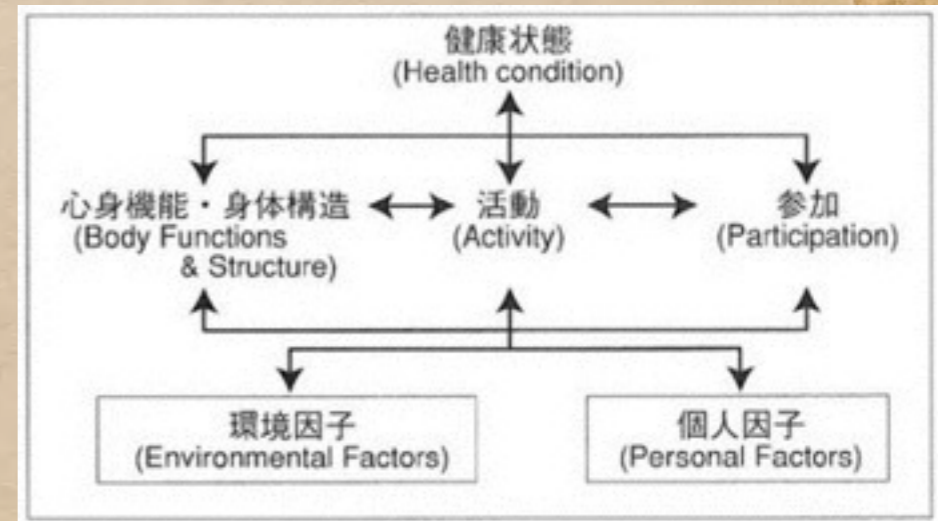 健康状態
(Health condition)
心身機能・身体構造
(Body Functions
& Structure)
活動
(Activity)
参加
(Participation)
環境因子
(Environmental Factors)
個人因子
(Personal Factors)